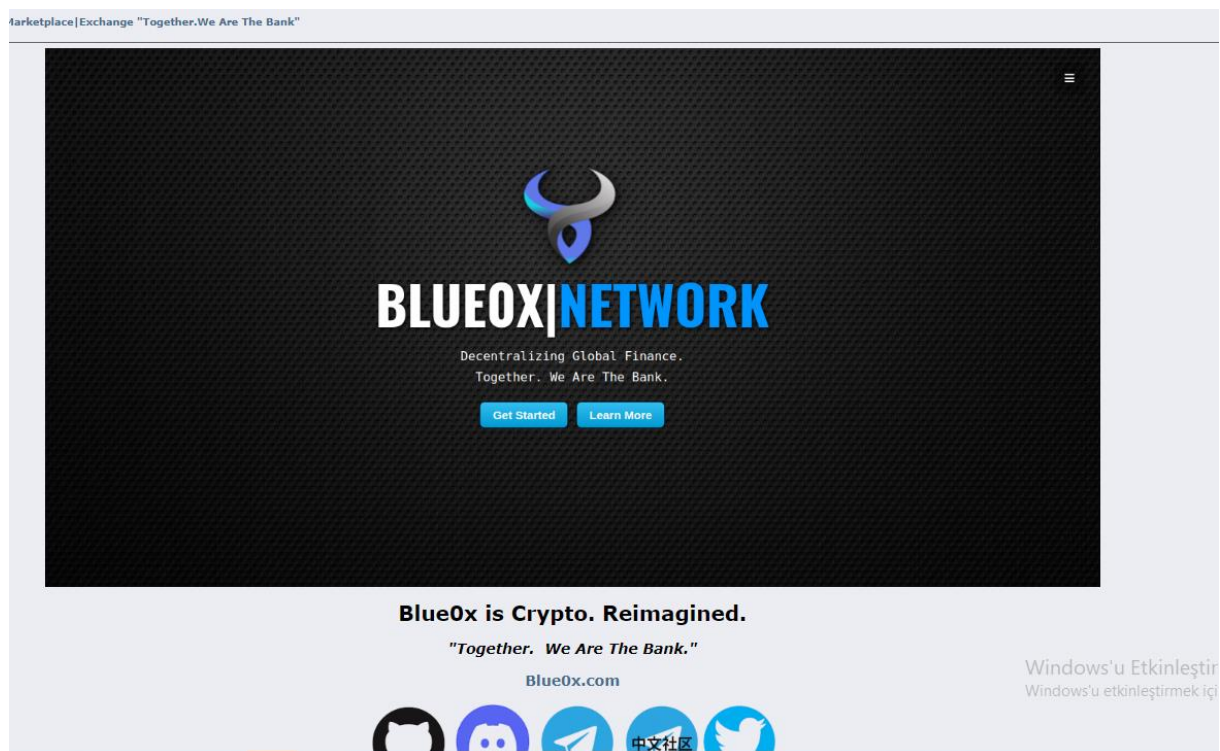 Marketplace|Exchange "Together.We Are The Bank"
BLUE0X|NETWORK
Decentralizing Global Finance.
Together. We Are The Bank.
Get Started
Learn More
Blue0x is Crypto. Reimagined.
"Together. We Are The Bank."
Blue0x.com
Windows'u Etkinleştir
Windows'u etkinleştirmek içi
中文社区